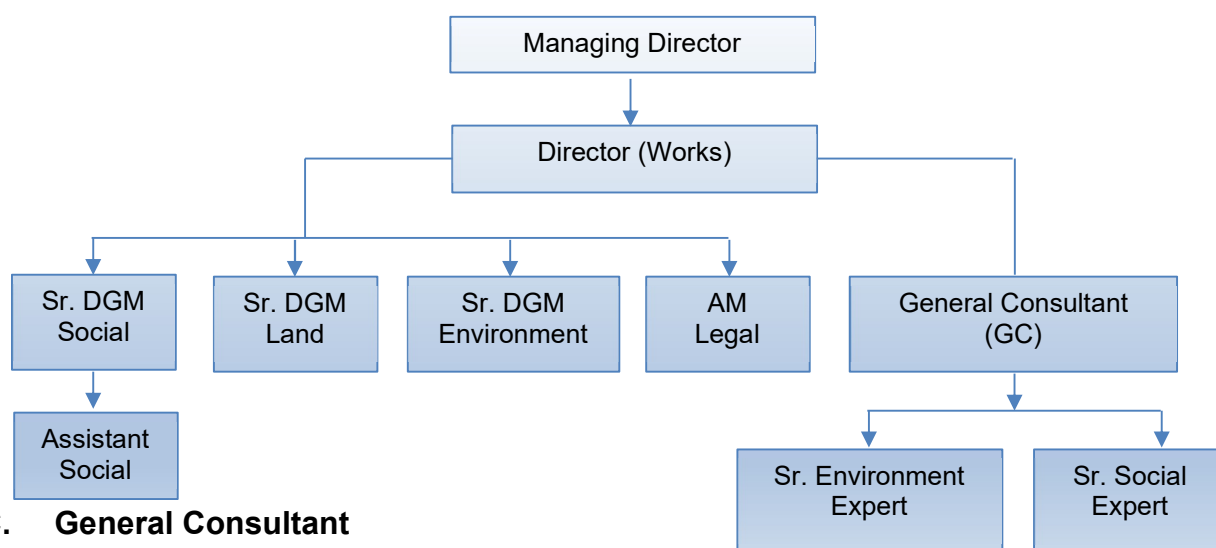 Managing Director
Director (Works)
Sr. DGM
Social
Sr. DGM
Land
Sr. DGM
Environment
AM
Legal
General Consultant
(GC)
Assistant
Social
Sr. Environment
Expert
Sr. Social
Expert
. General Consultant